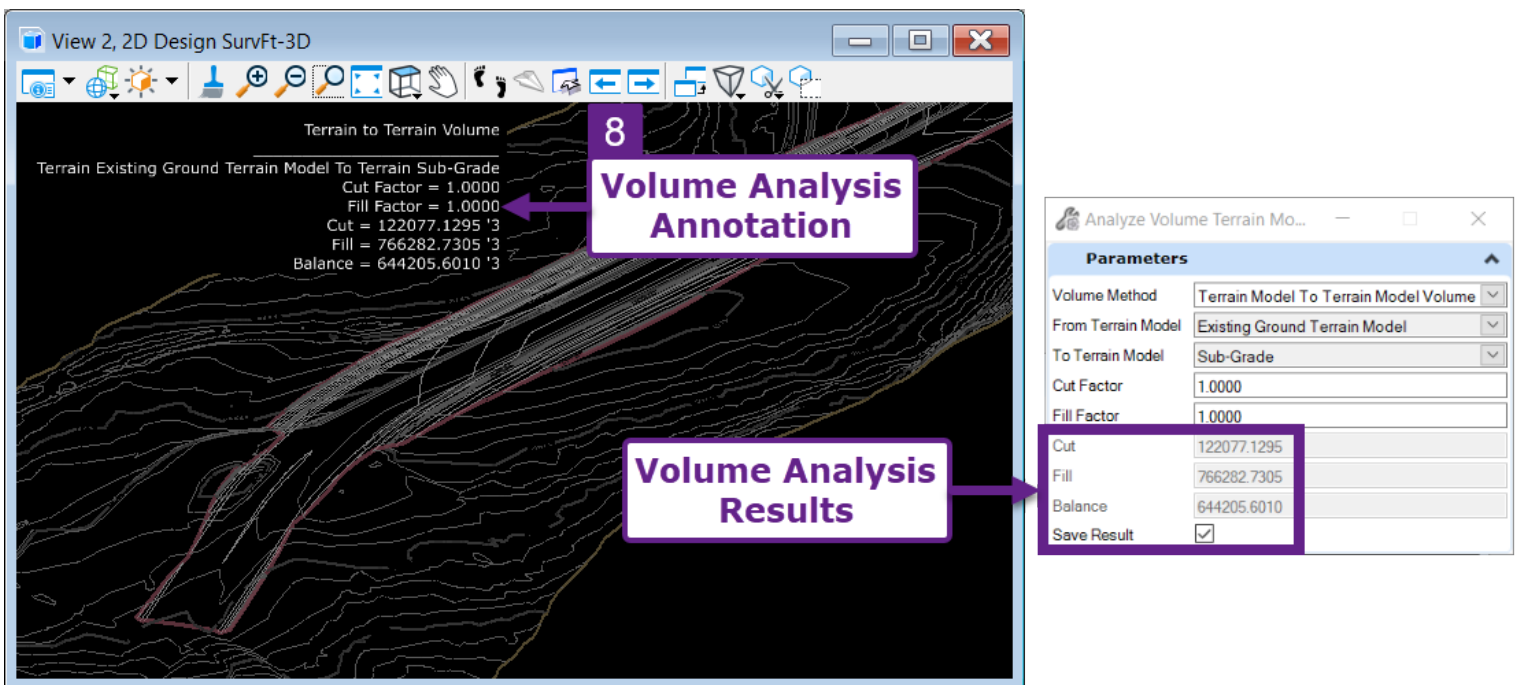 View 2, 2D Design SurvFt-3D
Terrain to Terrain Volume
Terrain Existing Ground Terrain Model To Terrain Sub-Grade
Cut Factor = 1.0000
Fill Factor = 1.0000
Cut = 122077.1295 '3
Fill = 766282.7305 '3
Balance = 644205.6010 '3
8
Volume Analysis
Annotation
Volume Analysis
Results
Analyze Volume Terrain Mo...
Parameters
Volume Method Terrain Model To Terrain Model Volume
From Terrain Model Existing Ground Terrain Model
To Terrain Model Sub-Grade
Cut Factor 1.0000
Fill Factor 1.0000
Cut 122077.1295
Fill 766282.7305
Balance 644205.6010
Save Result